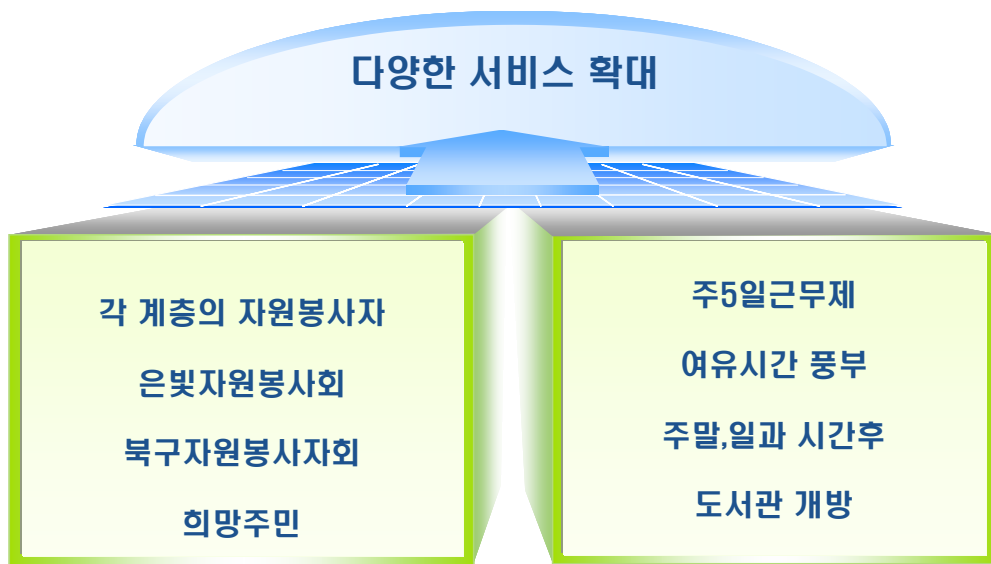 다양한 서비스 확대
각 계층의 자원봉사자
은빛자원봉사회
북구자원봉사자회
희망주민
주5일근무제
여유시간 풍부
주말,일과 시간후
도서관 개방